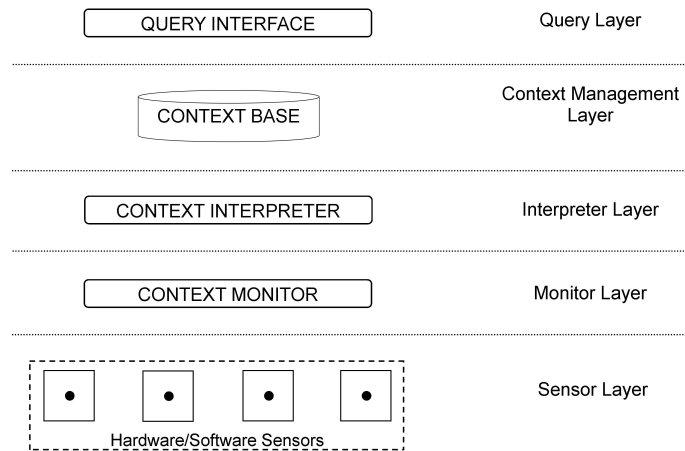 QUERY INTERFACE
Query Layer
CONTEXT BASE
Context Management
Layer
CONTEXT INTERPRETER
Interpreter Layer
CONTEXT MONITOR
Monitor Layer
Sensor Layer
Hardware/Software Sensors